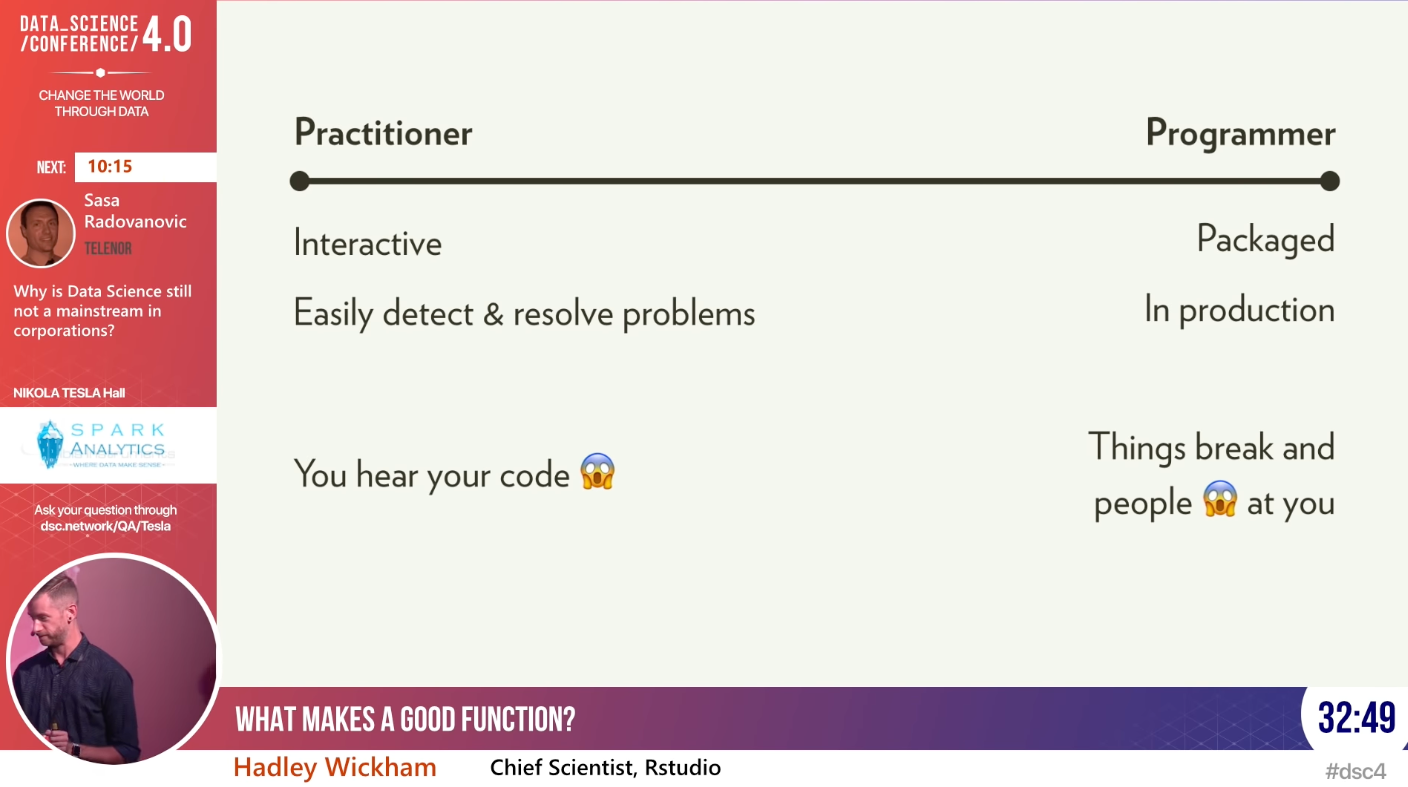 DATA_SCIENCE
/CONFERENCE/ 4.0
CHANGE THE WORLD
THROUGH DATA
NEXT: 10:15
Sasa
Radovanovic
TELENOR
Why is Data Science still
not a mainstream in
corporations?
NIKOLA TESLA Hall
SPARK
ANALYTICS
WHERE DATA MAKE SENSE
Ask your question through
dsc.network/QA/Tesla
Practitioner
Programmer
Interactive
Packaged
Easily detect & resolve problems
In production
You hear your code 😱
Things break and
people 😱 at you
WHAT MAKES A GOOD FUNCTION?
32:49
Hadley Wickham
Chief Scientist, Rstudio
#dsc4